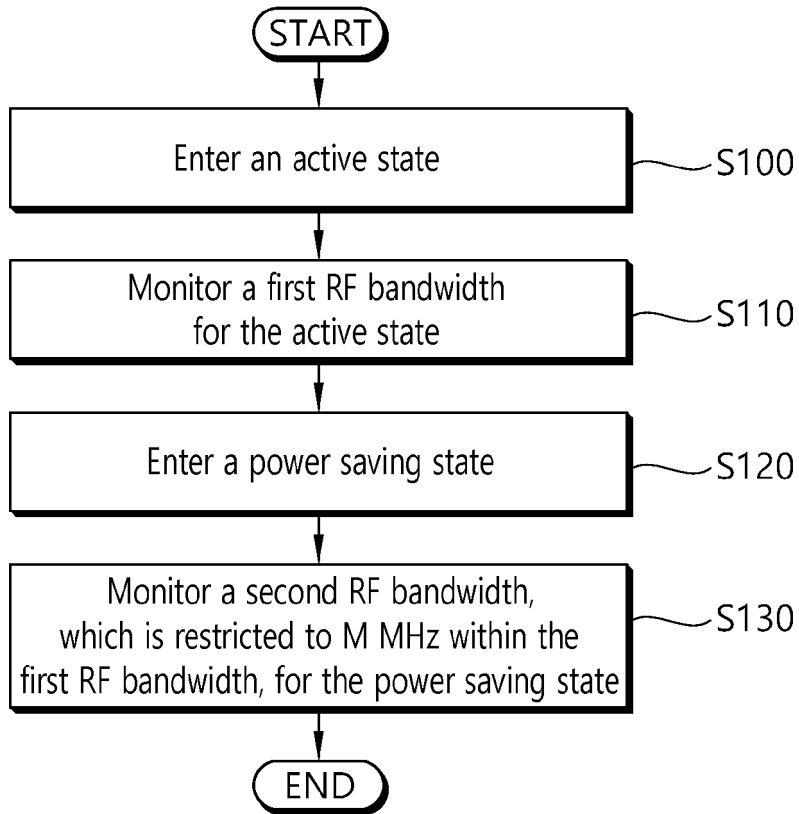 START
Enter an active state
S100
Monitor a first RF bandwidth
for the active state
S110
Enter a power saving state
S120
Monitor a second RF bandwidth,
which is restricted to M MHz within the
first RF bandwidth, for the power saving state
S130
END